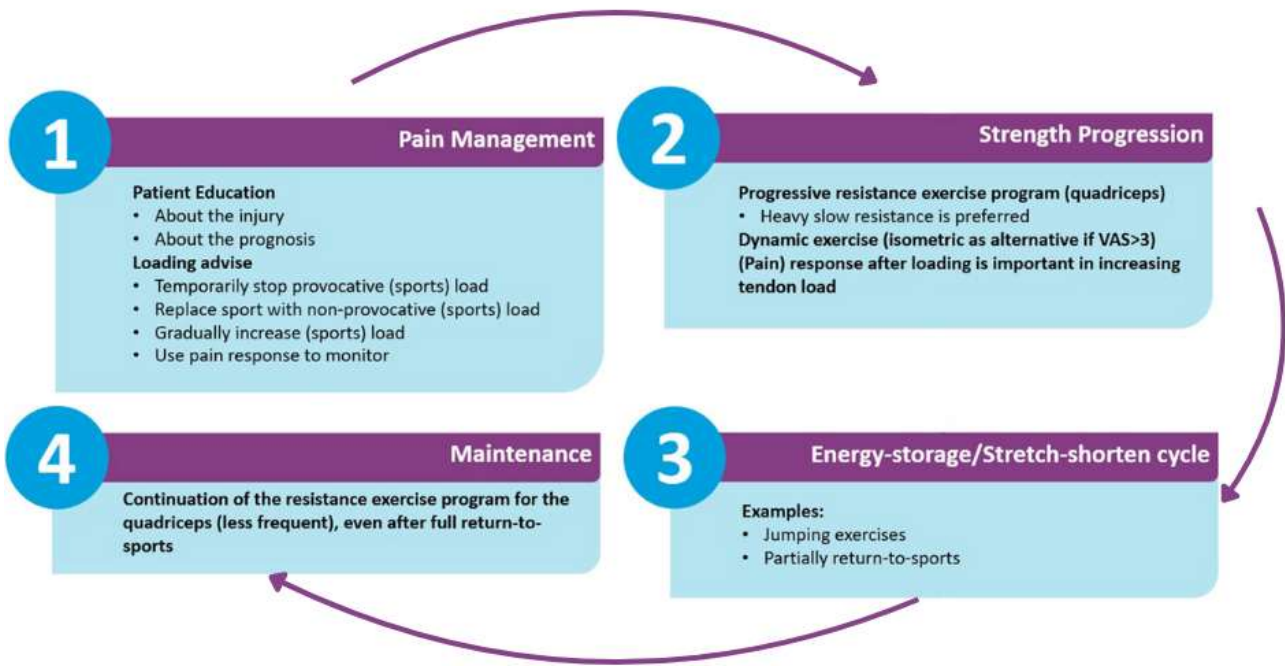 1
Pain Management
Patient Education
• About the injury
• About the prognosis
Loading advise
• Temporarily stop provocative (sports) load
• Replace sport with non-provocative (sports) load
• Gradually increase (sports) load
• Use pain response to monitor
2
Strength Progression
Progressive resistance exercise program (quadriceps)
• Heavy slow resistance is preferred
Dynamic exercise (isometric as alternative if VAS>3)
(Pain) response after loading is important in increasing
tendon load
3
Energy-storage/Stretch-shorten cycle
Examples:
• Jumping exercises
• Partially return-to-sports
4
Maintenance
Continuation of the resistance exercise program for the
quadriceps (less frequent), even after full return-to-
sports